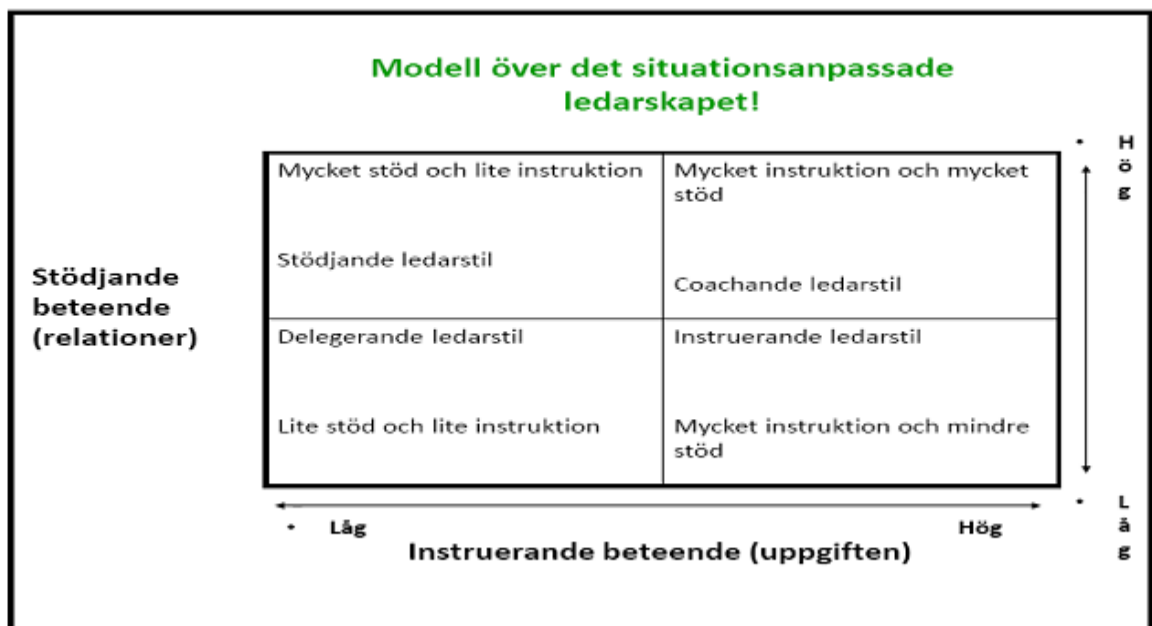 Modell över det situationsanpassade
ledarskapet!
• Hög
Mycket stöd och lite instruktion
Stödjande ledarstil
Mycket instruktion och mycket
stöd
Coachande ledarstil
Stödjande
beteende
(relationer)
Delegerande ledarstil
Lite stöd och lite instruktion
Instruerande ledarstil
Mycket instruktion och mindre
stöd
• Låg
Hög
• Låg
Instruerande beteende (uppgiften)